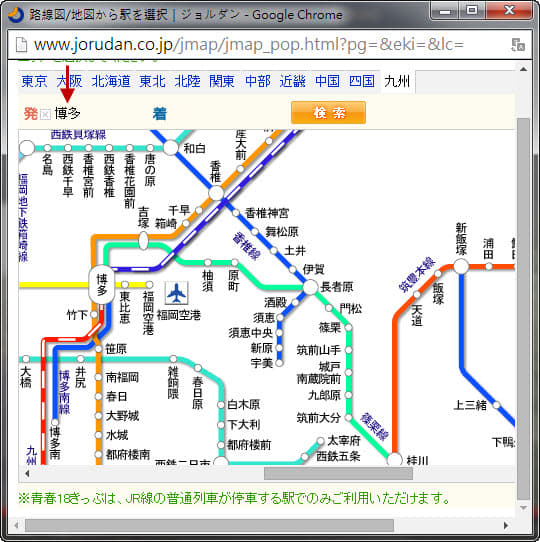 路線図/地図から駅を選択｜ジョルダン - Google Chrome
www.jorudan.co.jp/jmap/jmap_pop.html?pg=&eki=&lc=
東京 大阪 北海道 東北 北陸 関東 中部 近畿 中国 四国 九州
発 博多 着 検索
西鉄貝塚線
名島
西鉄千早
香椎宮前
西鉄香椎
香椎花園前
唐の原
和白
産大前
香椎
福岡地下鉄箱崎線
千早
箱崎
吉塚
香椎神宮
舞松原
土井
伊賀
香椎線
長者原
博多
柚須
原町
東比恵
福岡空港
福岡空港
竹下
酒殿
須恵
須恵中央
新原
宇美
門松
篠栗
筑前山手
城戸
南蔵院前
九郎原
筑前大分
篠栗線
桂川
筑豊本線
新飯塚
浦田
飯塚
天道
上三緒
笹原
大橋
井尻
雑餉隈
春日原
白木原
下大利
都府楼前
西鉄二日市
太宰府
西鉄五条
博多南線
博多南
南福岡
春日
大野城
水城
都府楼南
九州
※青春18きっぷは、JR線の普通列車が停車する駅でのみご利用いただけます。